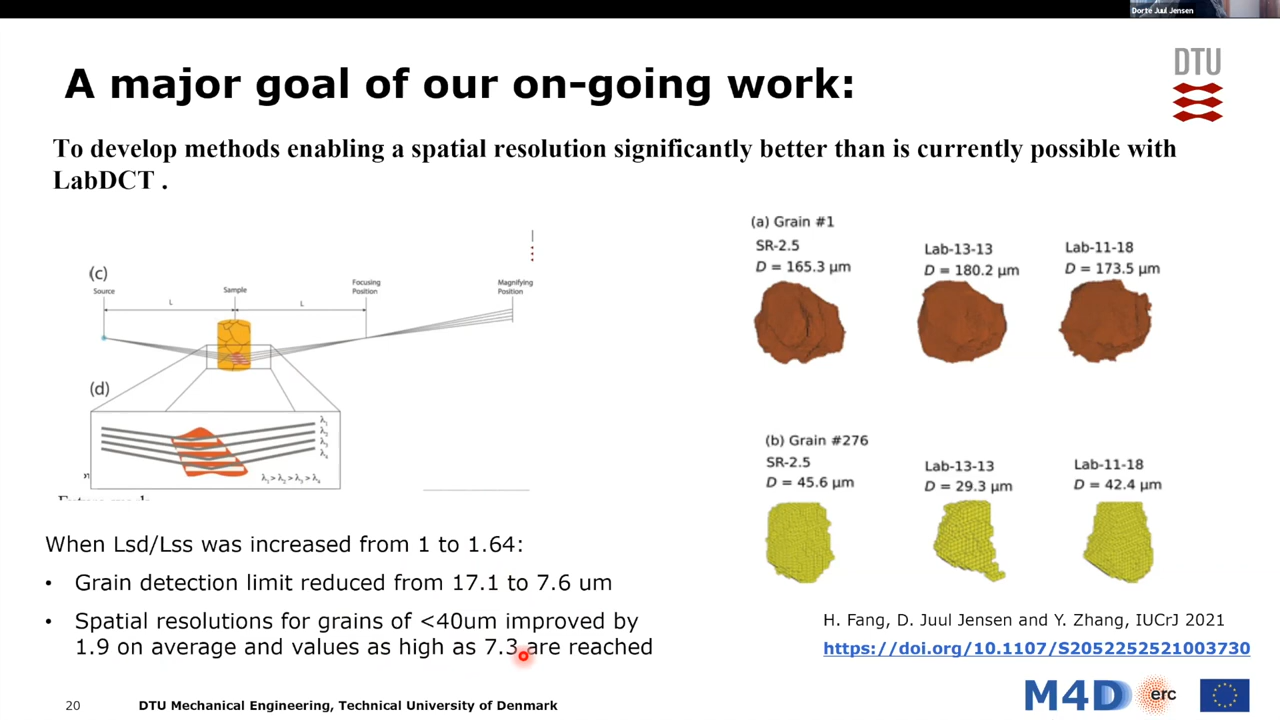 Dorte Juul Jensen
DTU
A major goal of our on-going work:
To develop methods enabling a spatial resolution significantly better than is currently possible with
LabDCT .
(c)
Source
Sample
Focusing
Position
Magnifying
Position
L
L
(d)
λ1
λ2
λ3
λ4
λ1 > λ2 > λ3 > λ4
(a) Grain #1
SR-2.5
D = 165.3 μm
Lab-13-13
D = 180.2 μm
Lab-11-18
D = 173.5 μm
(b) Grain #276
SR-2.5
D = 45.6 μm
Lab-13-13
D = 29.3 μm
Lab-11-18
D = 42.4 μm
When Lsd/Lss was increased from 1 to 1.64:
• Grain detection limit reduced from 17.1 to 7.6 um
• Spatial resolutions for grains of <40um improved by
1.9 on average and values as high as 7.3 are reached
H. Fang, D. Juul Jensen and Y. Zhang, IUCrJ 2021
https://doi.org/10.1107/S2052252521003730
20
DTU Mechanical Engineering, Technical University of Denmark
M4D
erc